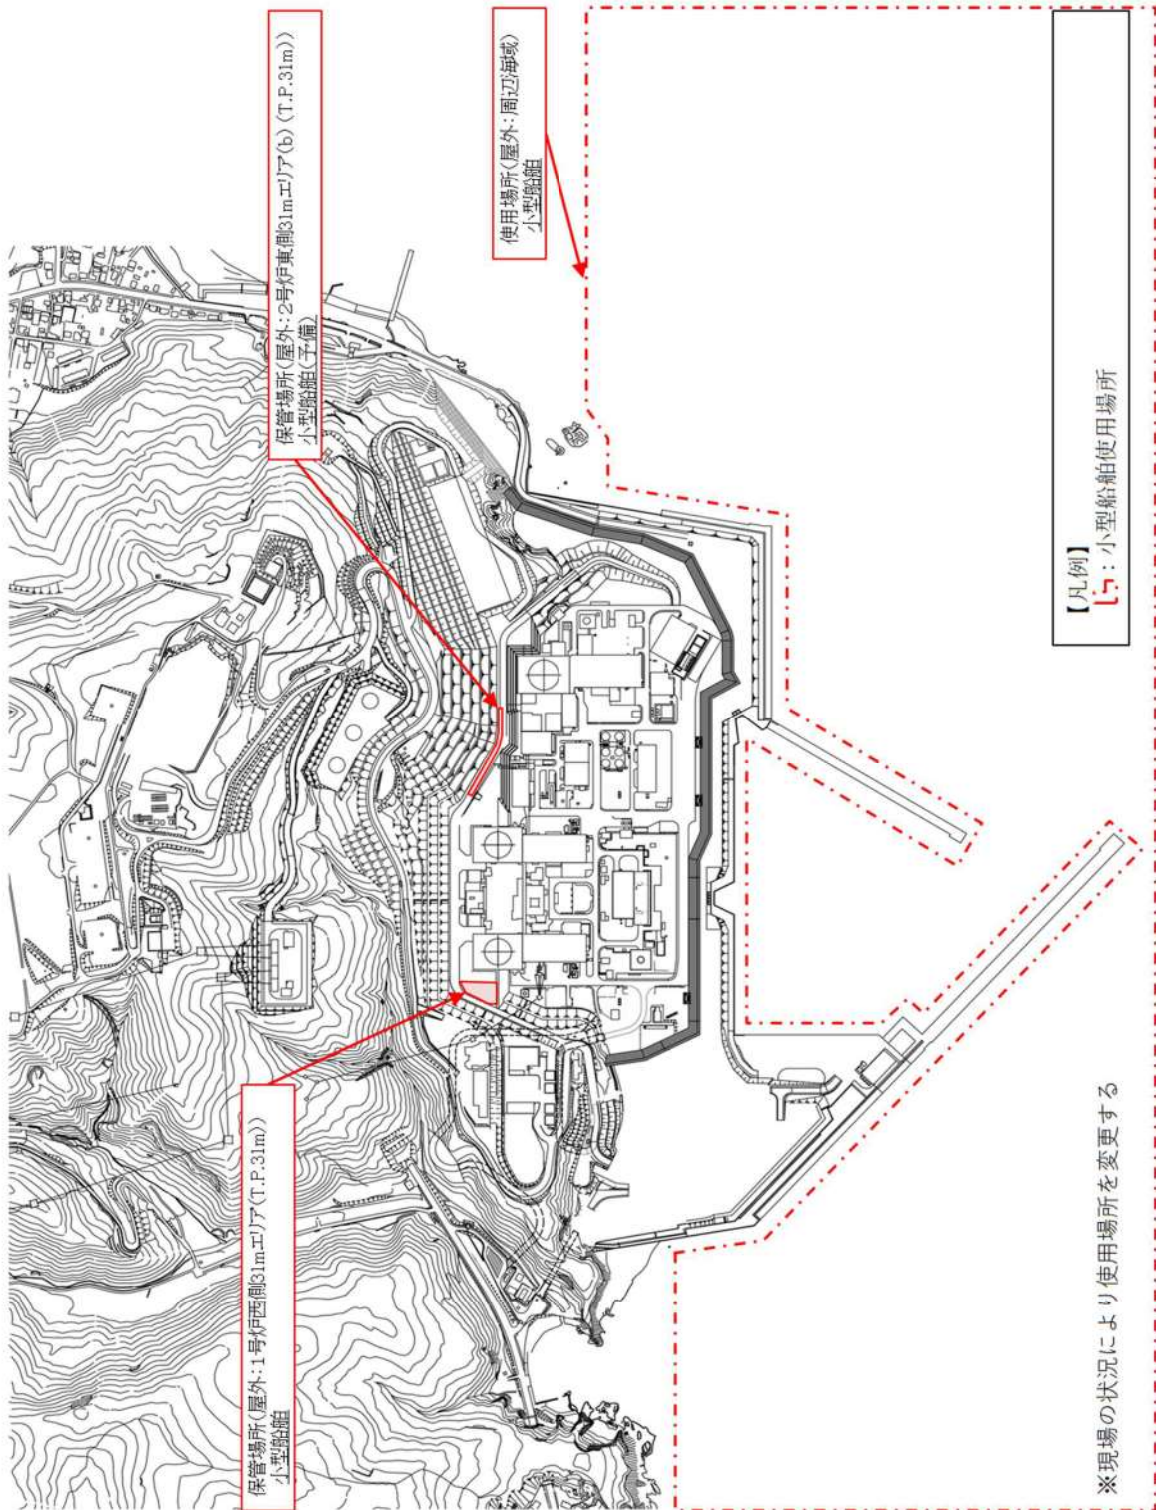 保管場所(屋外:1号炉西側31mエリア(T.P.31m))
小型船舶
保管場所(屋外:2号炉東側31mエリア(b)(T.P.31m))
小型船舶(予備)
使用場所(屋外:周辺海域)
小型船舶
【凡例】
:小型船舶使用場所
※現場の状況により使用場所を変更する